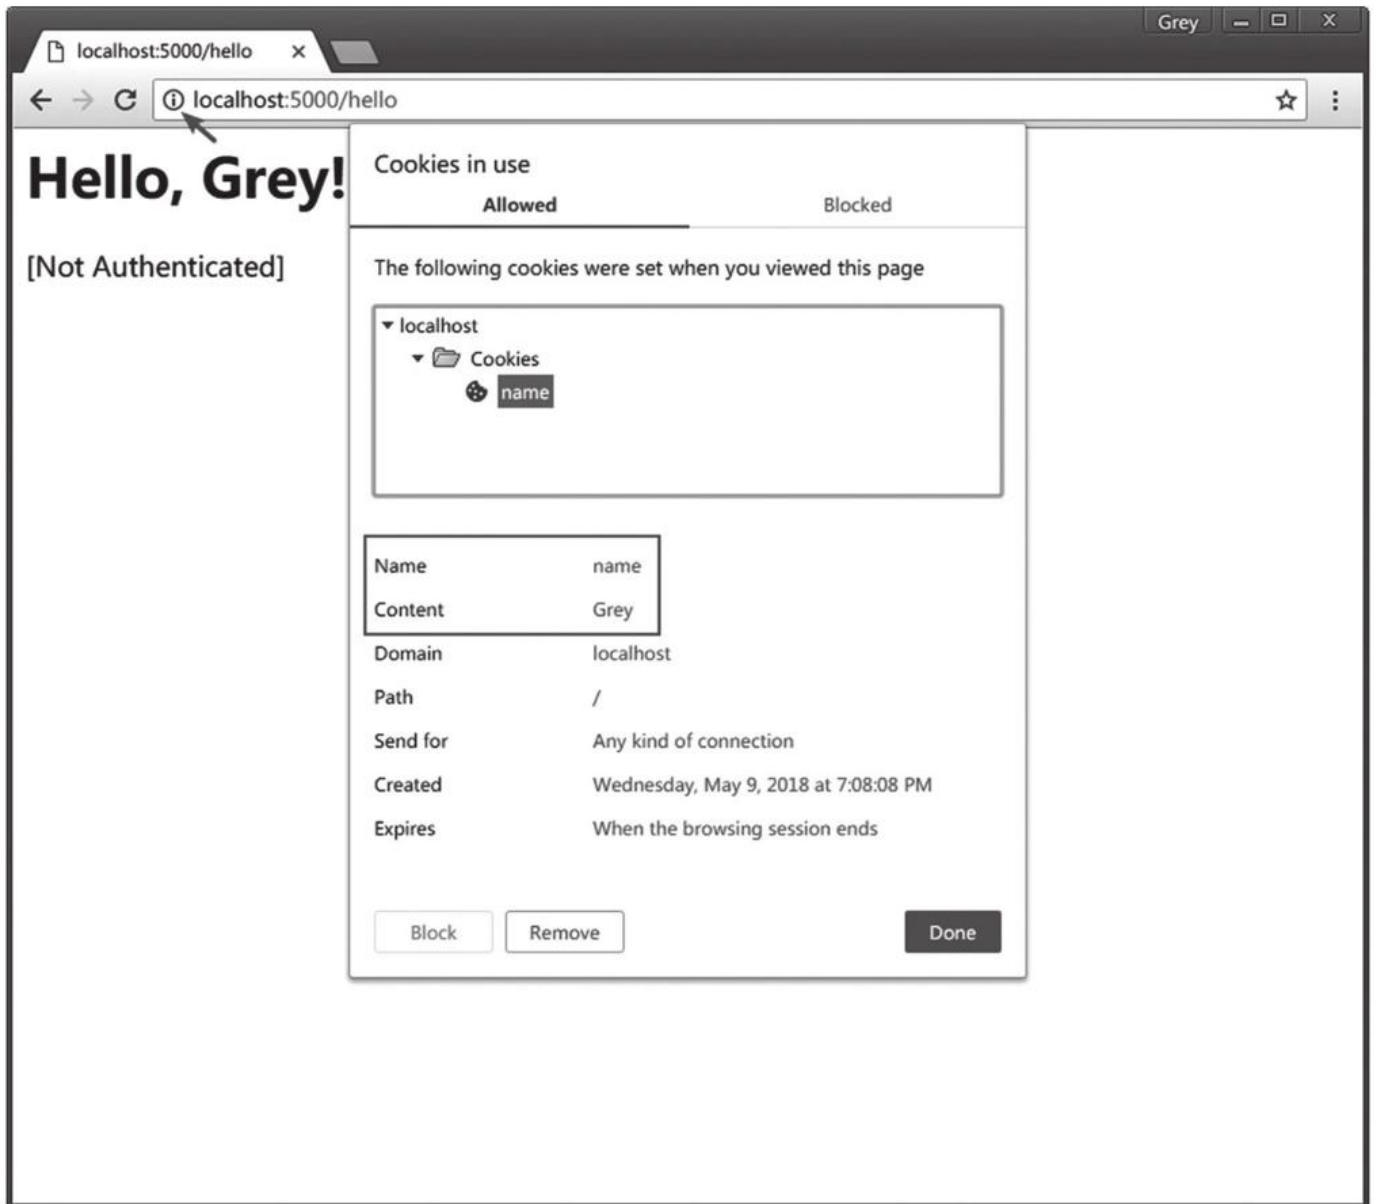 Grey
localhost:5000/hello
localhost:5000/hello
Hello, Grey!
[Not Authenticated]
Cookies in use
Allowed Blocked
The following cookies were set when you viewed this page
localhost
Cookies
name
Name name
Content Grey
Domain localhost
Path /
Send for Any kind of connection
Created Wednesday, May 9, 2018 at 7:08:08 PM
Expires When the browsing session ends
Block Remove Done